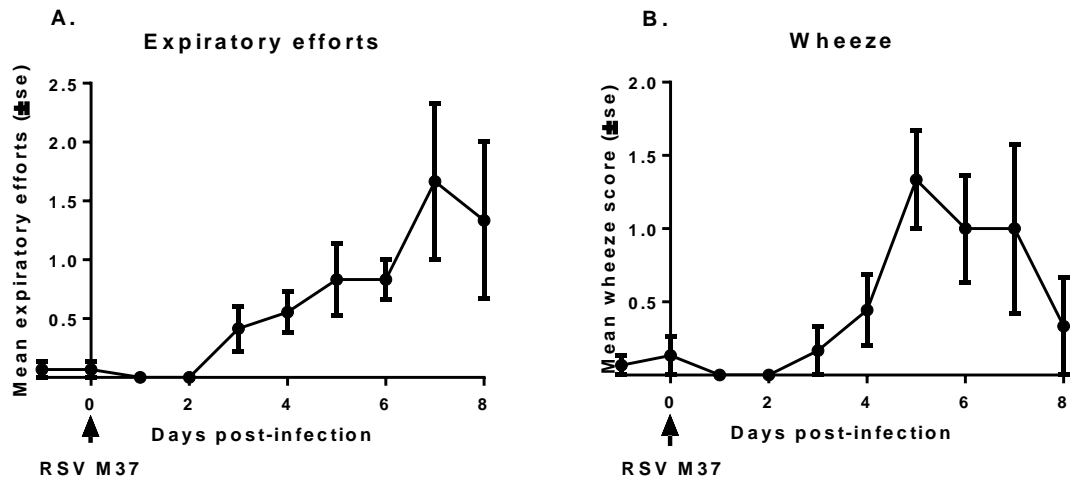 A.
Expiratory efforts
Mean expiratory efforts (±se)
2.5
2.0
1.5
1.0
0.5
0
2
4
6
8
Days post-infection
RSV M37
B.
Wheeze
Mean wheeze score (±se)
2.0
1.5
1.0
0.5
0
2
4
6
8
Days post-infection
RSV M37